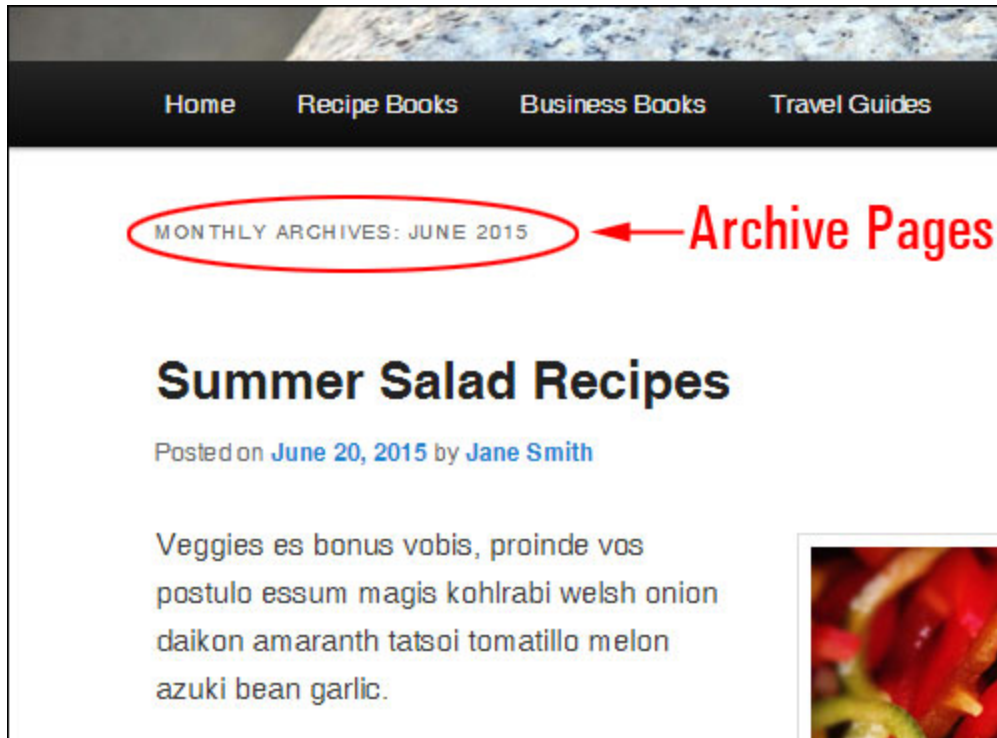 Home Recipe Books Business Books Travel Guides
MONTHLY ARCHIVES: JUNE 2015
Archive Pages
Summer Salad Recipes
Posted on June 20, 2015 by Jane Smith
Veggies es bonus vobis, proinde vos
postulo essum magis kohlrabi welsh onion
daikon amaranth tatsoi tomatillo melon
azuki bean garlic.